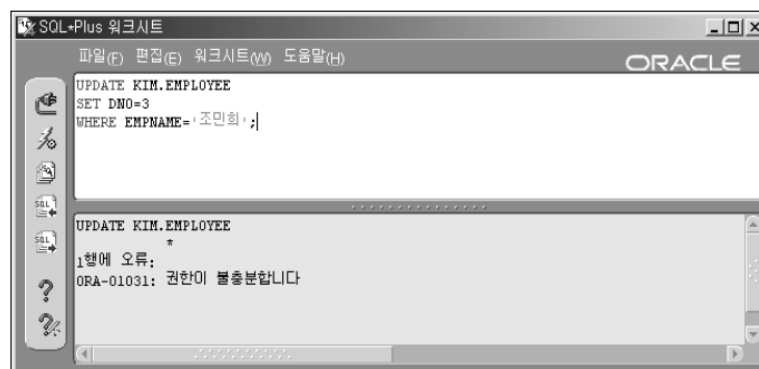 SQL*Plus 워크시트
파일(F) 편집(E) 워크시트(W) 도움말(H)
ORACLE
UPDATE KIM.EMPLOYEE
SET DNO=3
WHERE EMPNAME='조민희';
UPDATE KIM.EMPLOYEE
*
1행에 오류:
ORA-01031: 권한이 불충분합니다